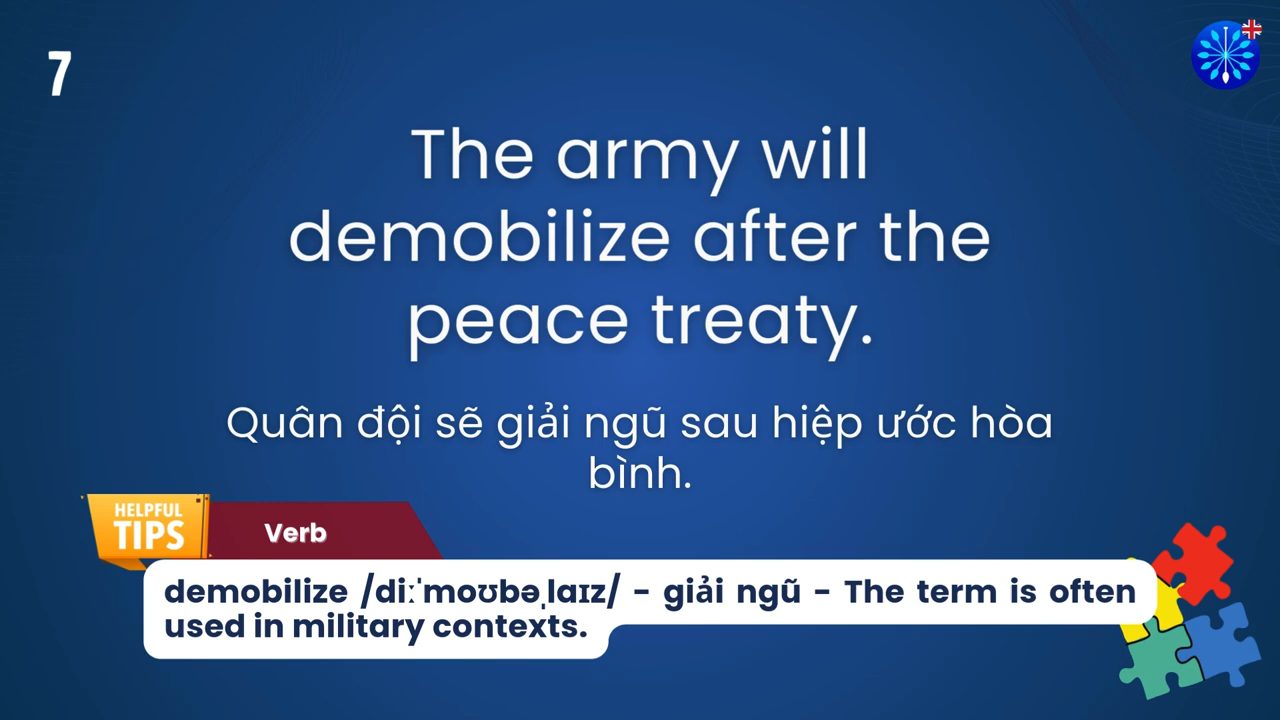 7
The army will
demobilize after the
peace treaty.
Quân đội sẽ giải ngũ sau hiệp ước hòa
bình.
HELPFUL
TIPS
Verb
demobilize /diːˈmoʊbəˌlaɪz/ - giải ngũ - The term is often
used in military contexts.